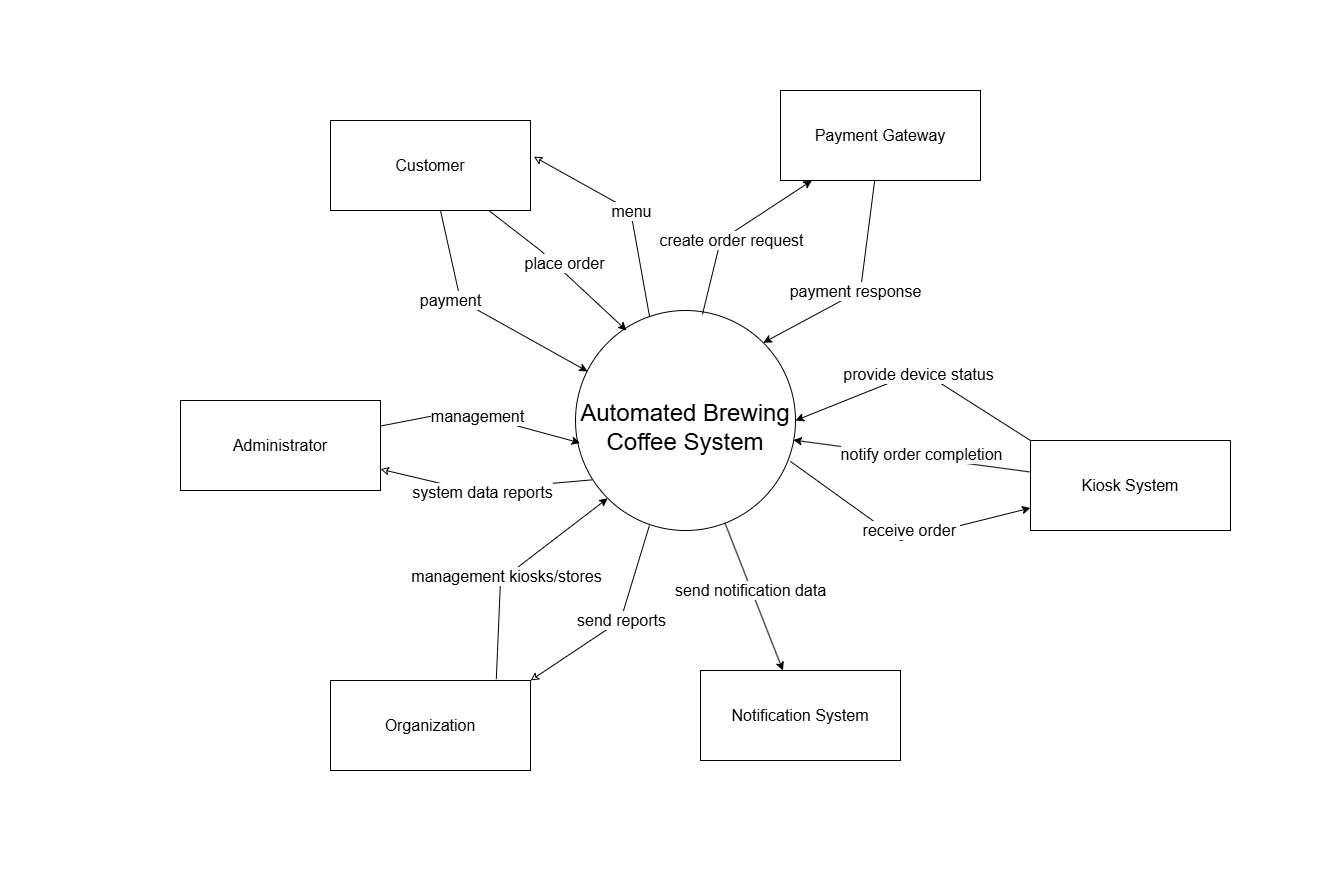 Payment Gateway
Customer
menu
create order request
place order
payment response
payment
provide device status
Automated Brewing
Coffee System
management
Administrator
notify order completion
Kiosk System
system data reports
receive order
management kiosks/stores
send notification data
send reports
Notification System
Organization